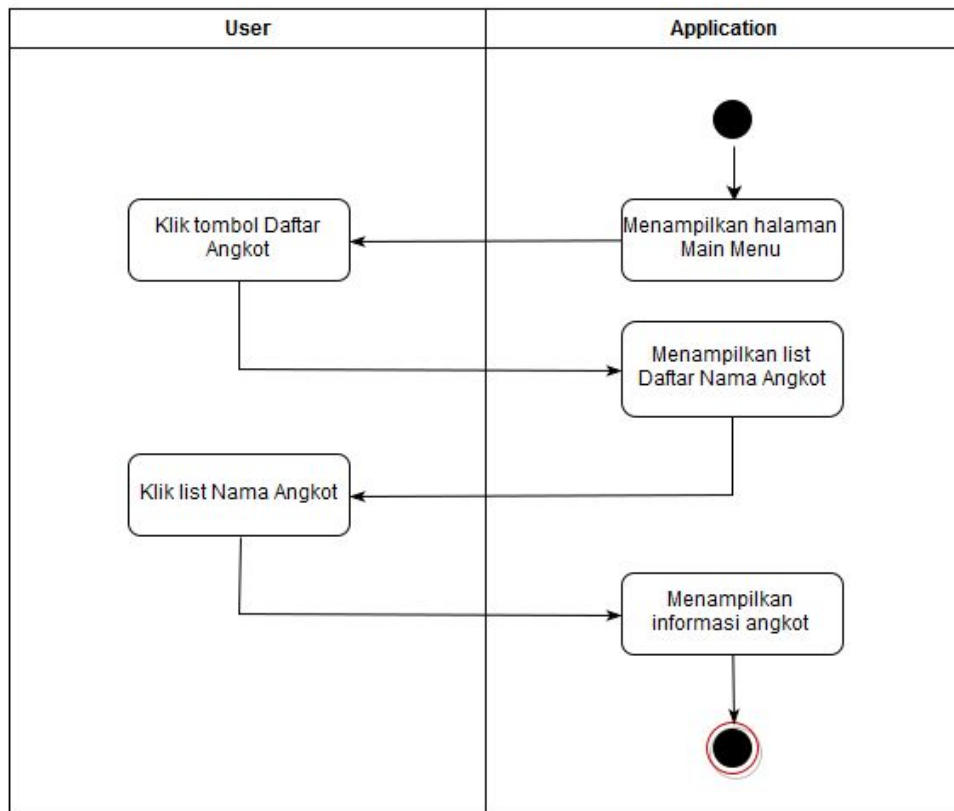 User
Application
Menampilkan halaman
Main Menu
Klik tombol Daftar
Angkot
Menampilkan list
Daftar Nama Angkot
Klik list Nama Angkot
Menampilkan
informasi angkot